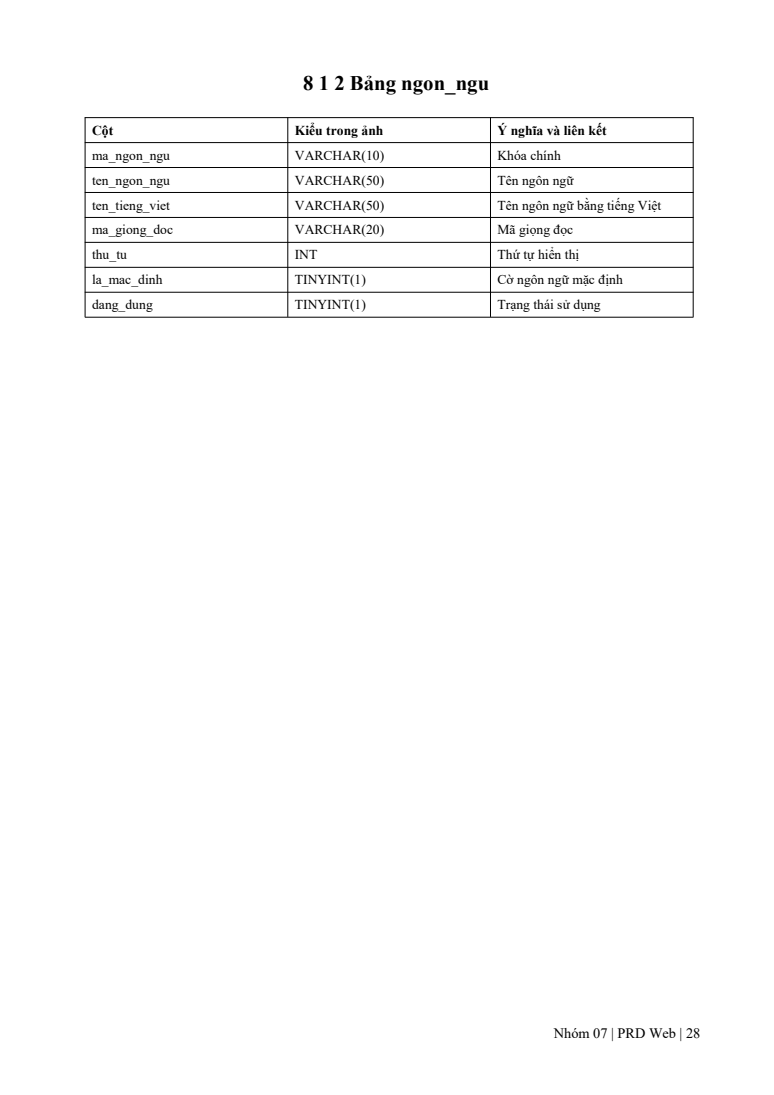 8 1 2 Bảng ngon_ngu
Cột Kiểu trong ảnh Ý nghĩa và liên kết
ma_ngon_ngu VARCHAR(10) Khóa chính
ten_ngon_ngu VARCHAR(50) Tên ngôn ngữ
ten_tieng_viet VARCHAR(50) Tên ngôn ngữ bằng tiếng Việt
ma_giong_doc VARCHAR(20) Mã giọng đọc
thu_tu INT Thứ tự hiển thị
la_mac_dinh TINYINT(1) Cờ ngôn ngữ mặc định
dang_dung TINYINT(1) Trạng thái sử dụng
Nhóm 07 | PRD Web | 28